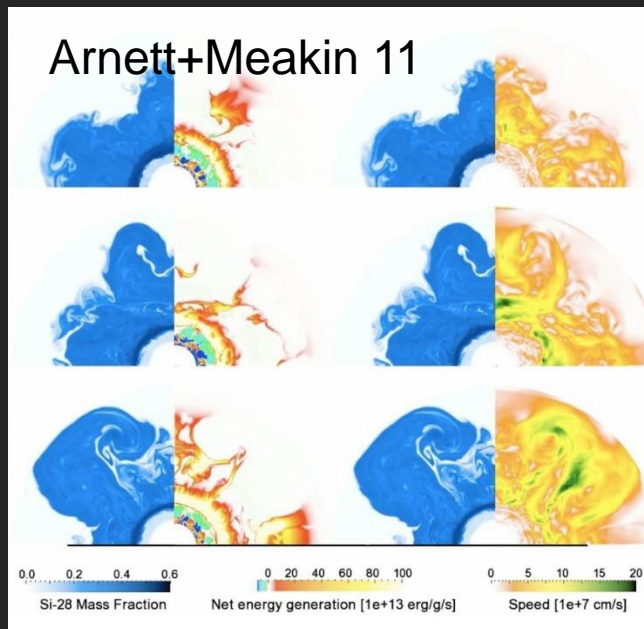 Arnett+Meakin 11
0.0 0.2 0.4 0.6
Si-28 Mass Fraction
0 20 40 60 80 100
Net energy generation [1e+13 erg/g/s]
0 5 10 15 20
Speed [1e+7 cm/s]